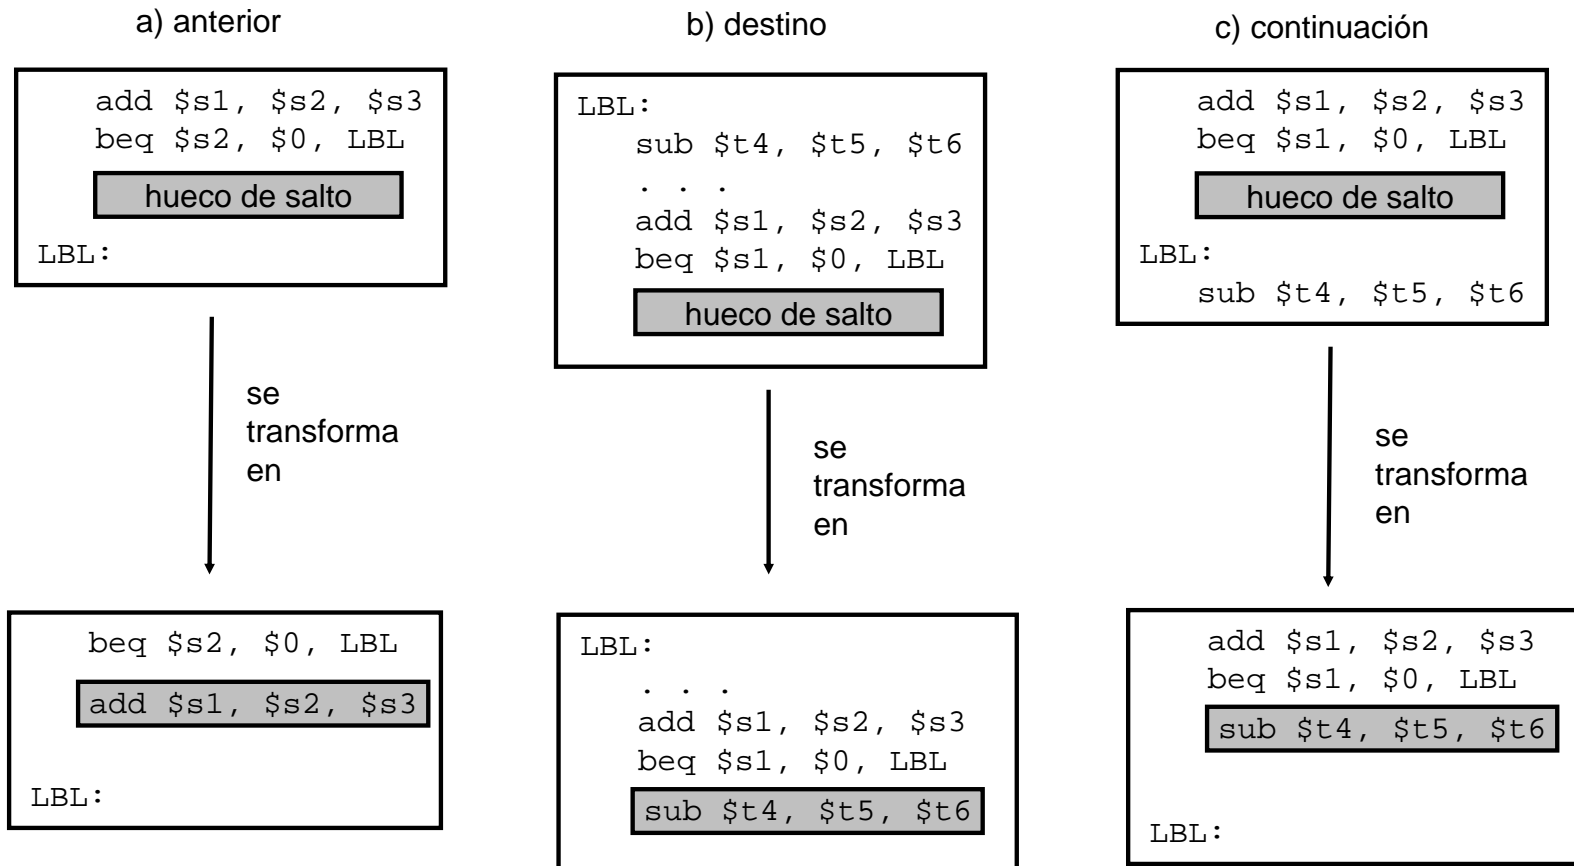 a) anterior
add $s1, $s2, $s3
beq $s2, $0, LBL
hueco de salto
LBL:
se
transforma
en
beq $s2, $0, LBL
add $s1, $s2, $s3
LBL:
b) destino
LBL:
sub $t4, $t5, $t6
. . .
add $s1, $s2, $s3
beq $s1, $0, LBL
hueco de salto
se
transforma
en
LBL:
. . .
add $s1, $s2, $s3
beq $s1, $0, LBL
sub $t4, $t5, $t6
c) continuación
add $s1, $s2, $s3
beq $s1, $0, LBL
hueco de salto
LBL:
sub $t4, $t5, $t6
se
transforma
en
add $s1, $s2, $s3
beq $s1, $0, LBL
sub $t4, $t5, $t6
LBL: